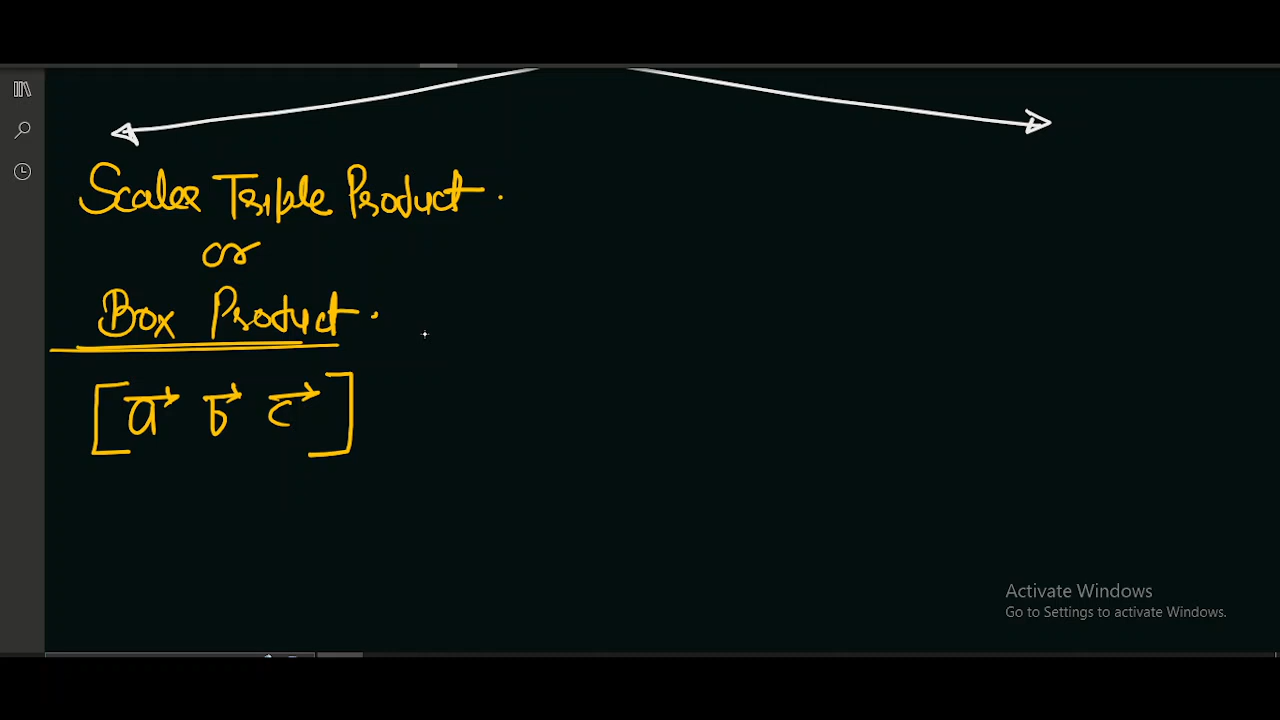 Scaler Triple Product.
or
Box Product.
[a⃗ b⃗ c⃗]
Activate Windows
Go to Settings to activate Windows.